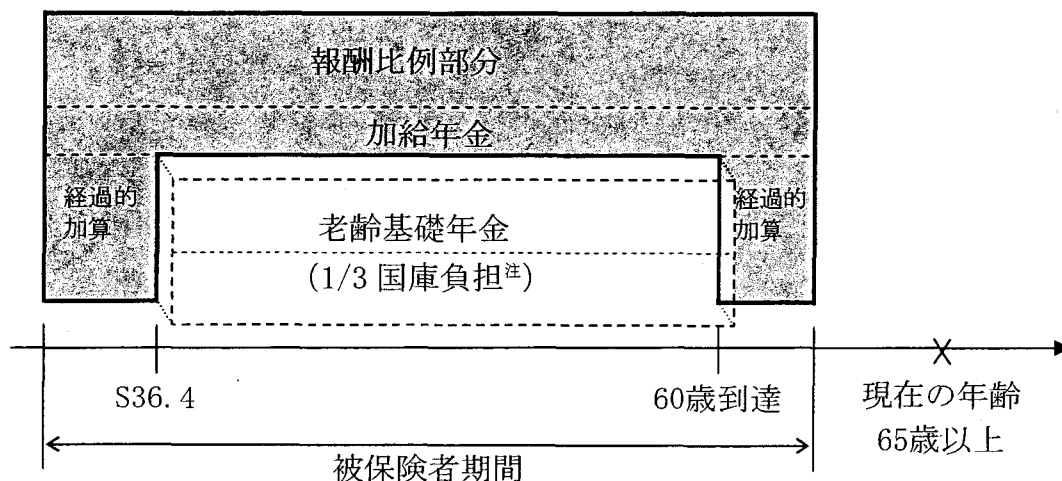 報酬比例部分
加給年金
経過的
加算
老齢基礎年金
(1/3 国庫負担注)
経過的
加算
S36.4
60歳到達
現在の年齢
65歳以上
被保険者期間